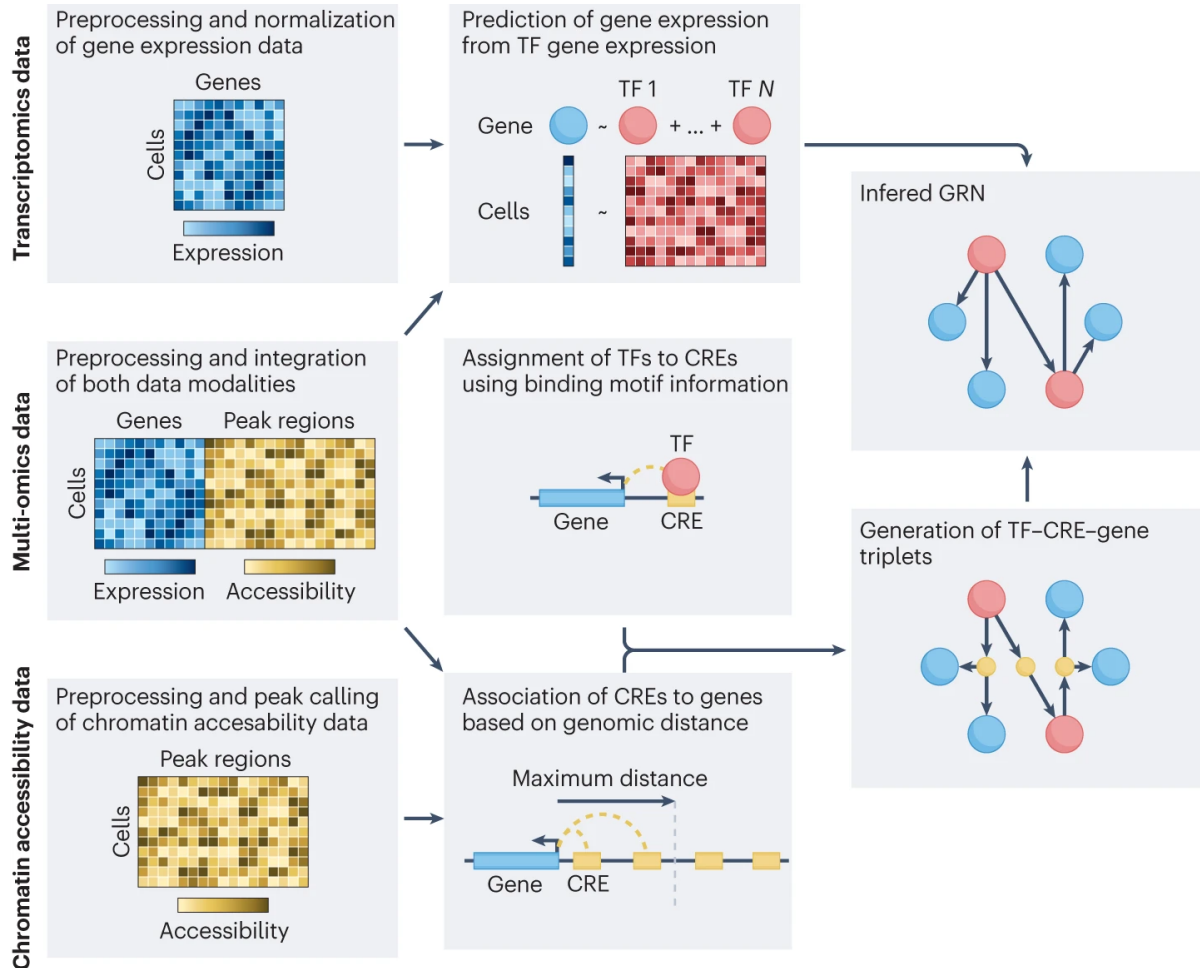 Transcriptomics data
Preprocessing and normalization
of gene expression data
Genes
Cells
Expression
Prediction of gene expression
from TF gene expression
TF 1
TF N
Gene
~
+ ... +
Cells
~
Infered GRN
Multi-omics data
Preprocessing and integration
of both data modalities
Genes
Peak regions
Cells
Expression
Accessibility
Assignment of TFs to CREs
using binding motif information
TF
Gene
CRE
Generation of TF–CRE–gene
triplets
Chromatin accessibility data
Preprocessing and peak calling
of chromatin accesability data
Peak regions
Cells
Accessibility
Association of CREs to genes
based on genomic distance
Maximum distance
Gene
CRE